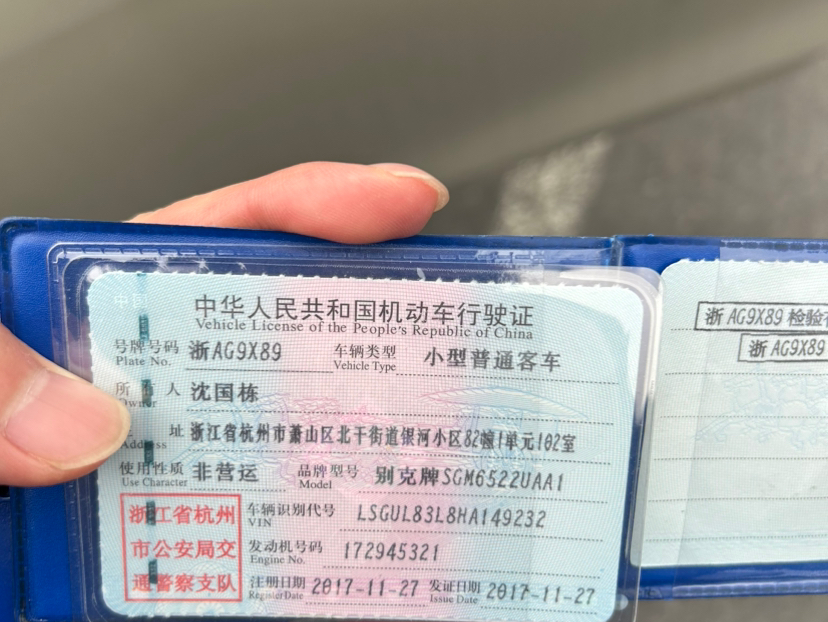 中华人民共和国机动车行驶证
Vehicle License of the People's Republic of China
号牌号码 浙AG9X89 车辆类型 小型普通客车
Plate No. Vehicle Type
所 人 沈国栋
Owner
址 浙江省杭州市萧山区北干街道银河小区82幢1单元102室
Address
使用性质 非营运 品牌型号 别克牌SGM6522UAA1
Use Character Model
浙江省杭州
市公安局交
通警察支队
车辆识别代号 LSGUL83L8HA149232
VIN
发动机号码 172945321
Engine No.
注册日期 2017-11-27 发证日期 2017-11-27
Register Date Issue Date
浙AG9X89 检验
浙AG9X89